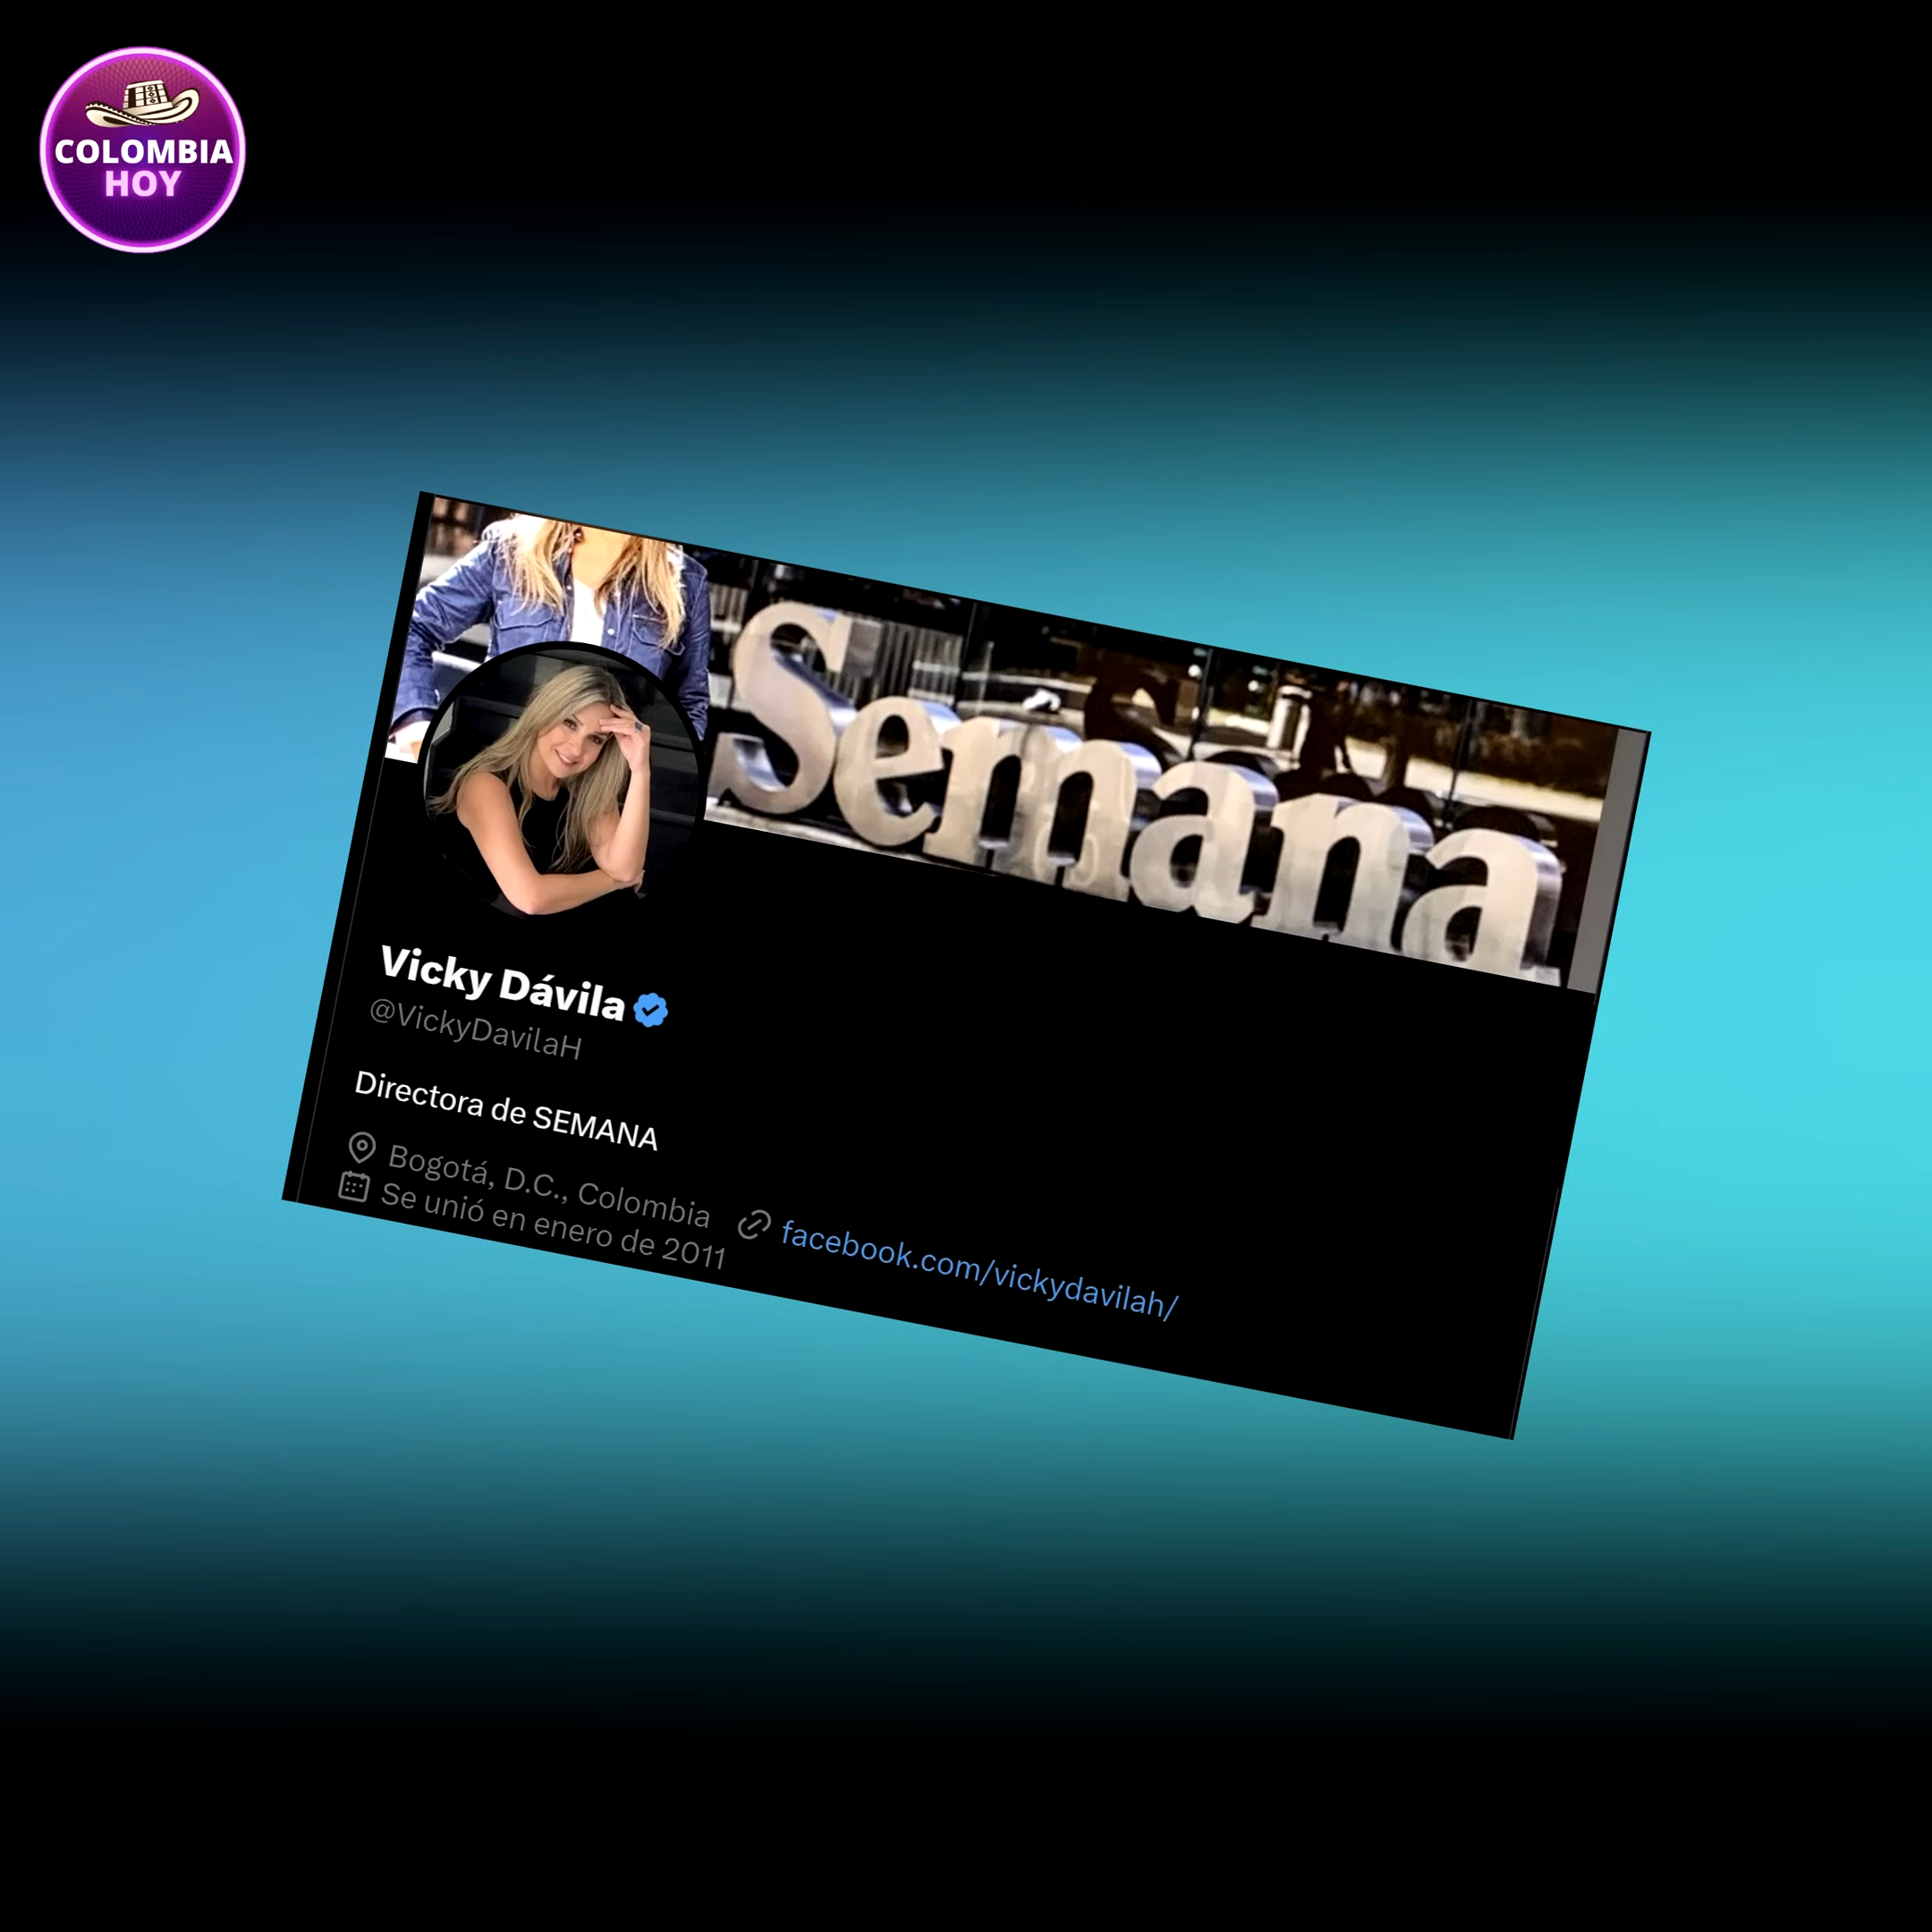 COLOMBIA
HOY
Semana
Vicky Dávila
@VickyDavilaH
Directora de SEMANA
Bogotá, D.C., Colombia
facebook.com/vickydavilah/
Se unió en enero de 2011